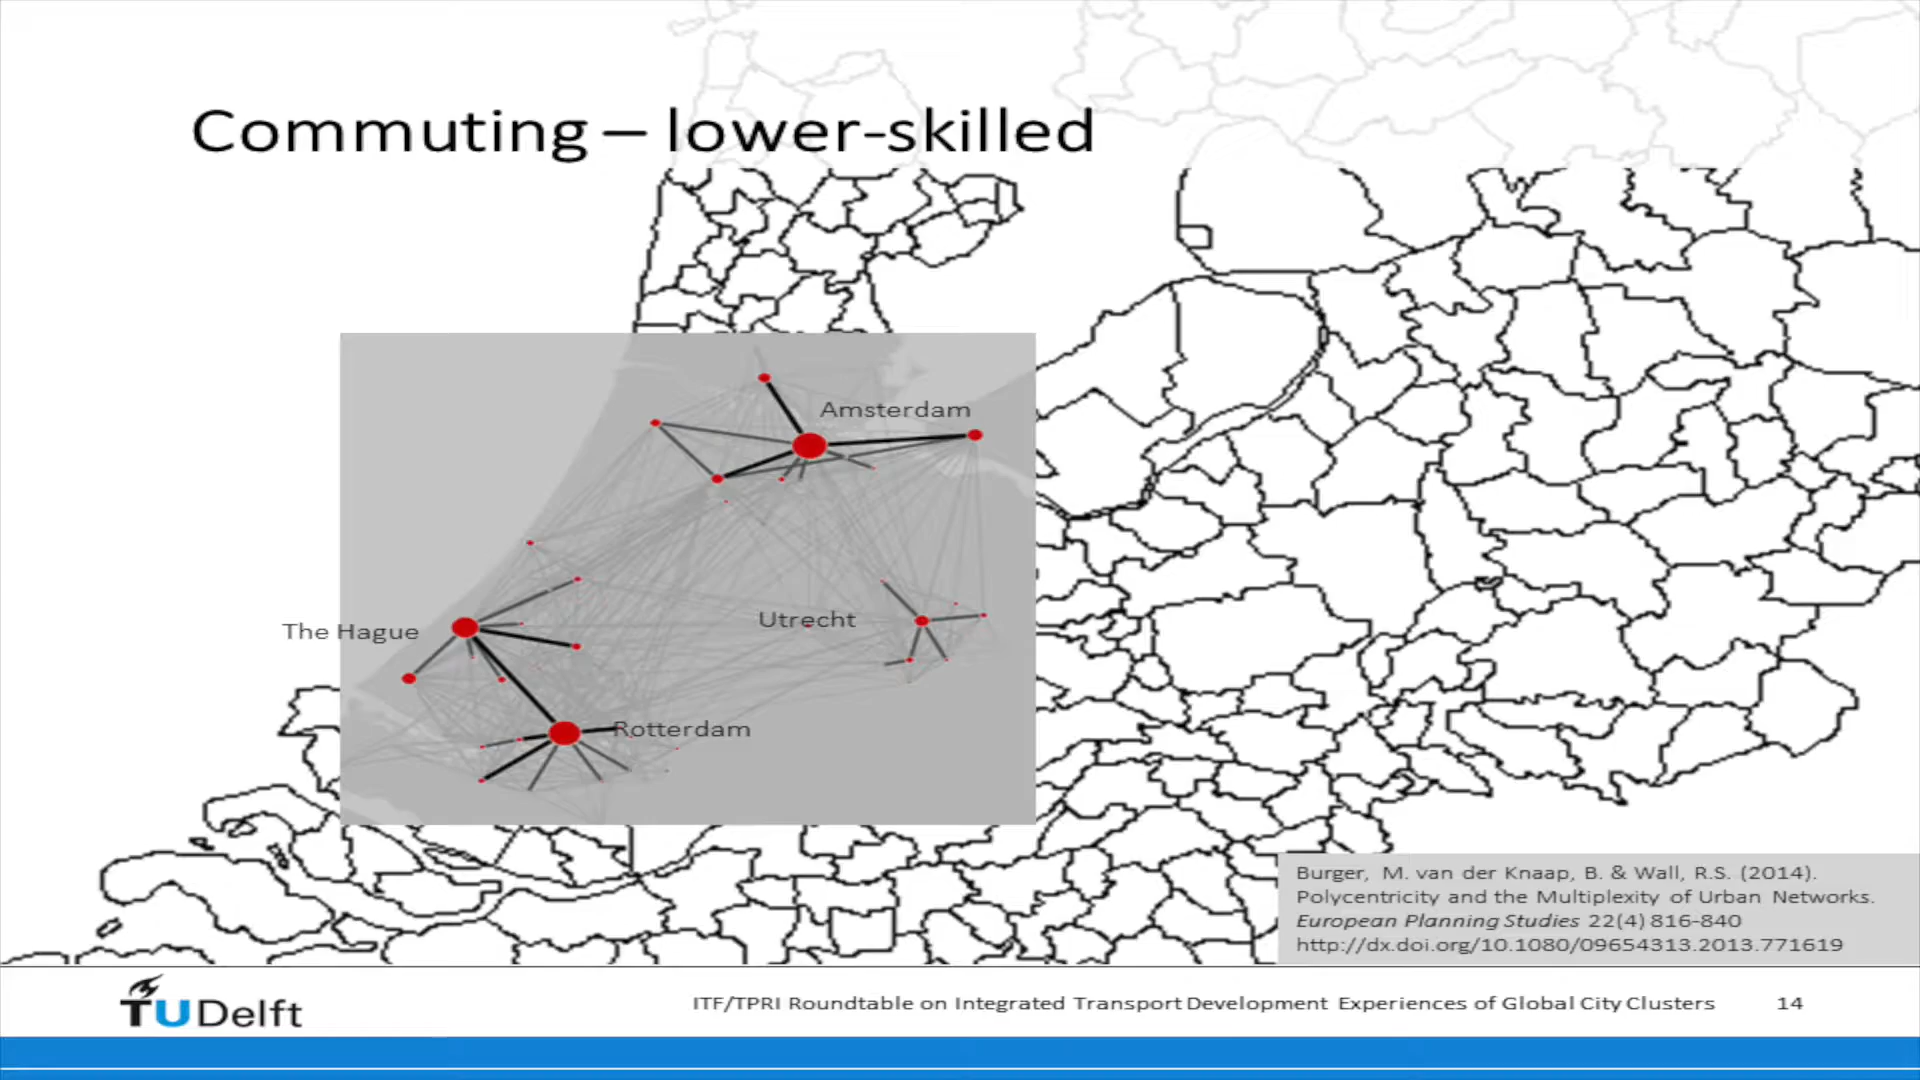 Commuting – lower-skilled
Amsterdam
Utrecht
The Hague
Rotterdam
Burger, M. van der Knaap, B. & Wall, R.S. (2014).
Polycentricity and the Multiplexity of Urban Networks.
European Planning Studies 22(4) 816-840
http://dx.doi.org/10.1080/09654313.2013.771619
TUDelft
ITF/TPRI Roundtable on Integrated Transport Development Experiences of Global City Clusters
14